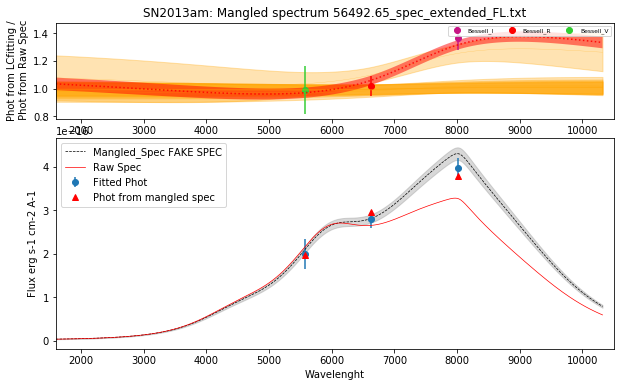 SN2013am: Mangled spectrum 56492.65_spec_extended_FL.txt
Phot from LCfitting /
Phot from Raw Spec
1.4
1.2
1.0
0.8
Bessell_I
Bessell_R
Bessell_V
2000 3000 4000 5000 6000 7000 8000 9000 10000
Flux erg s-1 cm-2 A-1
4
3
2
1
0
Mangled_Spec FAKE SPEC
Raw Spec
Fitted Phot
Phot from mangled spec
2000 3000 4000 5000 6000 7000 8000 9000 10000
Wavelenght